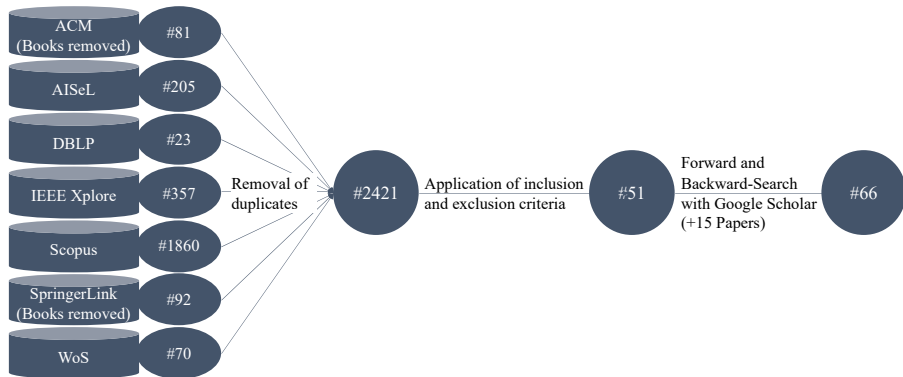 ACM
(Books removed)
#81
AISeL
#205
DBLP
#23
IEEE Xplore
#357
Scopus
#1860
SpringerLink
(Books removed)
#92
WoS
#70
Removal of
duplicates
#2421
Application of inclusion
and exclusion criteria
#51
Forward and
Backward-Search
with Google Scholar
(+15 Papers)
#66